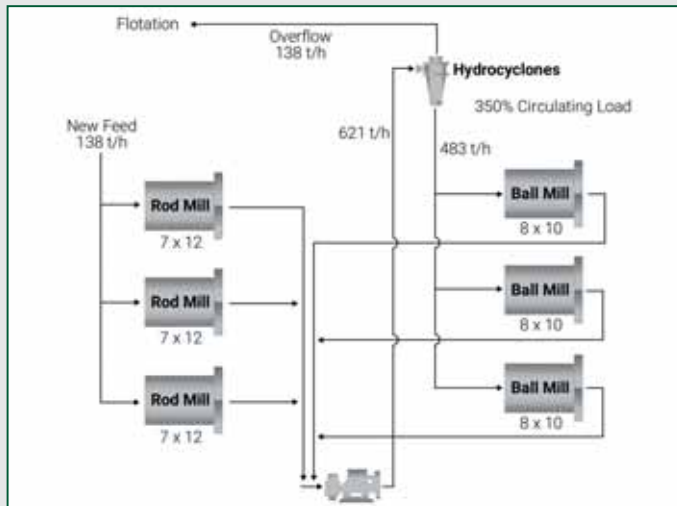 Flotation
Overflow
138 t/h
Hydrocyclones
350% Circulating Load
New Feed
138 t/h
621 t/h
483 t/h
Rod Mill
7 x 12
Ball Mill
8 x 10
Rod Mill
7 x 12
Ball Mill
8 x 10
Rod Mill
7 x 12
Ball Mill
8 x 10